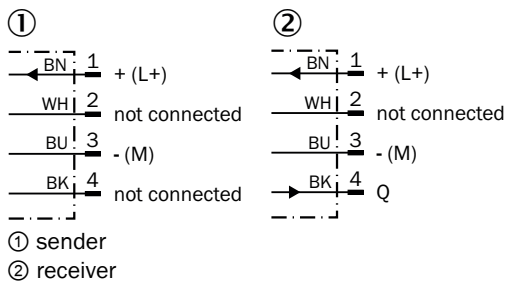 ① ②
BN 1 + (L+) BN 1 + (L+)
WH 2 not connected WH 2 not connected
BU 3 - (M) BU 3 - (M)
BK 4 not connected BK 4 Q
① sender
② receiver